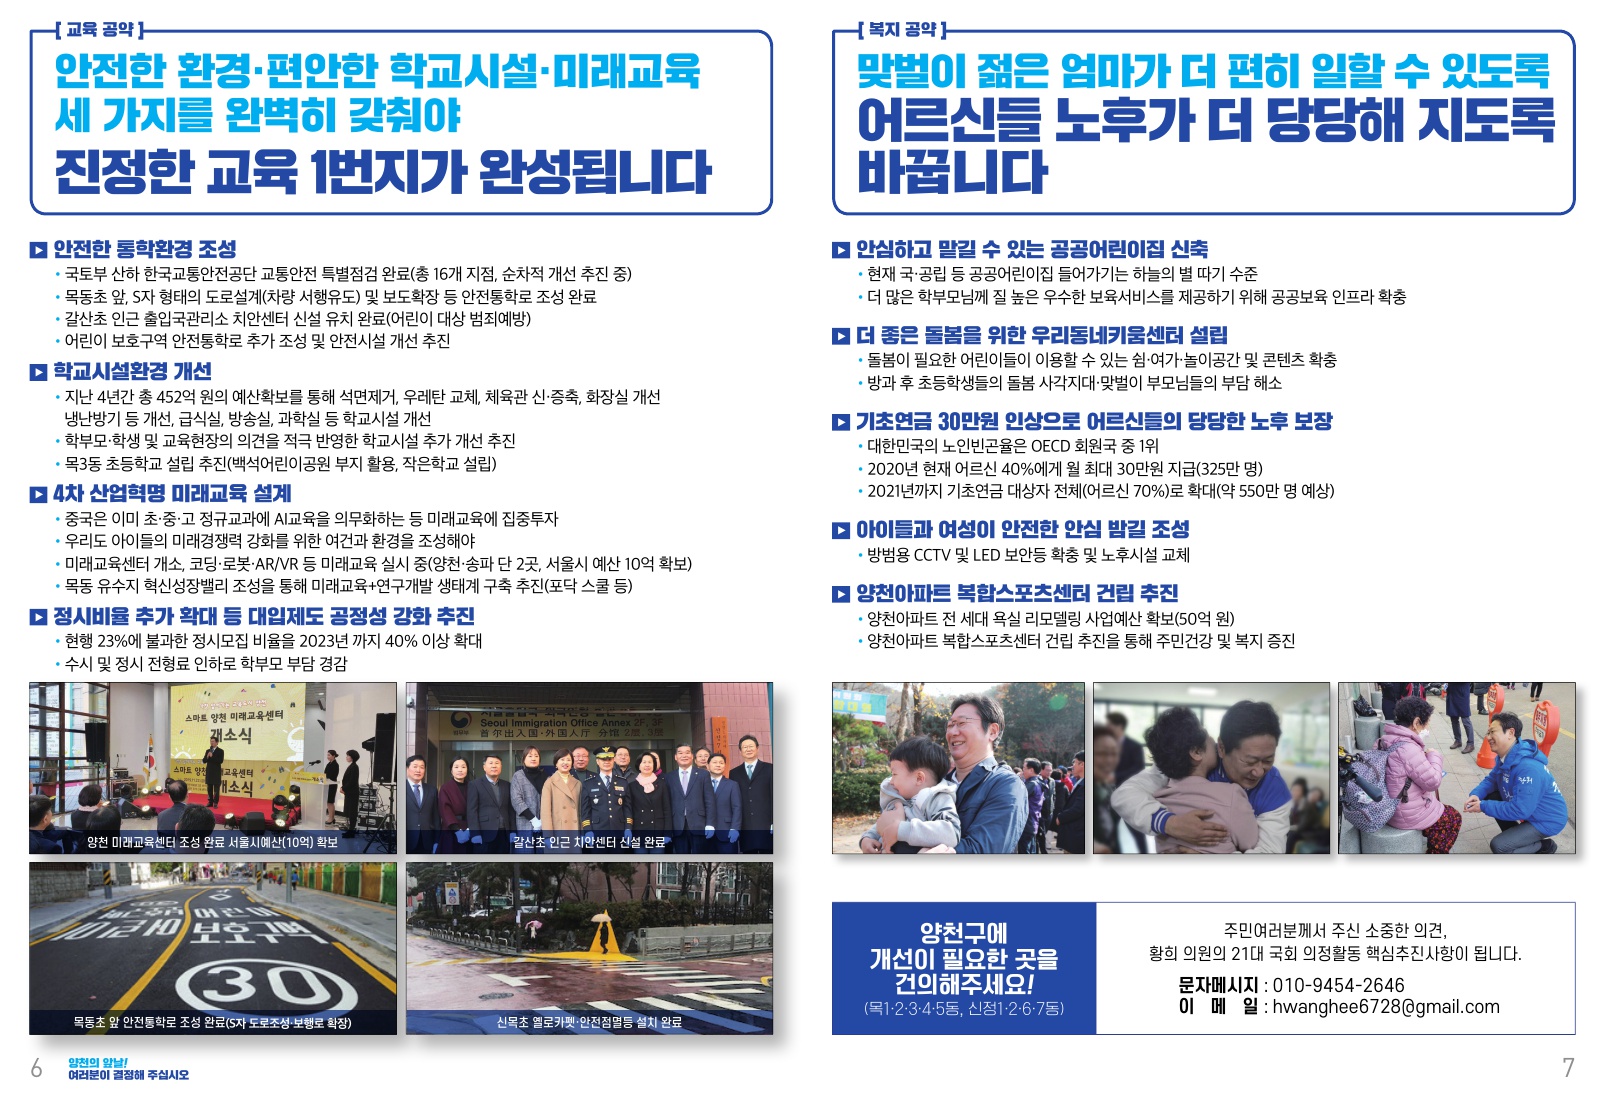 [ 교육 공약 ]
안전한 환경·편안한 학교시설·미래교육
세 가지를 완벽히 갖춰야
진정한 교육 1번지가 완성됩니다
안전한 통학환경 조성
• 국토부 산하 한국교통안전공단 교통안전 특별점검 완료(총 16개 지점, 순차적 개선 추진 중)
• 목동초 앞, S자 형태의 도로설계(차량 서행유도) 및 보도확장 등 안전통학로 조성 완료
• 갈산초 인근 출입국관리소 치안센터 신설 유치 완료(어린이 대상 범죄예방)
• 어린이 보호구역 안전통학로 추가 조성 및 안전시설 개선 추진
학교시설환경 개선
• 지난 4년간 총 452억 원의 예산확보를 통해 석면제거, 우레탄 교체, 체육관 신·증축, 화장실 개선
냉난방기 등 개선, 급식실, 방송실, 과학실 등 학교시설 개선
• 학부모·학생 및 교육현장의 의견을 적극 반영한 학교시설 추가 개선 추진
• 목3동 초등학교 설립 추진(백석어린이공원 부지 활용, 작은학교 설립)
4차 산업혁명 미래교육 설계
• 중국은 이미 초·중·고 정규교과에 AI교육을 의무화하는 등 미래교육에 집중투자
• 우리도 아이들의 미래경쟁력 강화를 위한 여건과 환경을 조성해야
• 미래교육센터 개소, 코딩·로봇·AR/VR 등 미래교육 실시 중(양천·송파 단 2곳, 서울시 예산 10억 확보)
• 목동 유수지 혁신성장밸리 조성을 통해 미래교육+연구개발 생태계 구축 추진(포닥 스쿨 등)
정시비율 추가 확대 등 대입제도 공정성 강화 추진
• 현행 23%에 불과한 정시모집 비율을 2023년 까지 40% 이상 확대
• 수시 및 정시 전형료 인하로 학부모 부담 경감
스마트 양천 미래교육센터
개소식
스마트 양천 미래교육센터
개소식
양천 미래교육센터 조성 완료 서울시예산(10억) 확보
Seoul Immigration Office Annex 2F, 3F
首尔出入国·外国人厅 分馆 2层, 3层
갈산초 인근 치안센터 신설 완료
어린이
보호구역
30
목동초 앞 안전통학로 조성 완료(S자 도로조성·보행로 확장)
신목초 옐로카펫·안전점멸등 설치 완료
6
양천의 앞날!
여러분이 결정해 주십시오
[ 복지 공약 ]
맞벌이 젊은 엄마가 더 편히 일할 수 있도록
어르신들 노후가 더 당당해 지도록
바꿉니다
안심하고 맡길 수 있는 공공어린이집 신축
• 현재 국·공립 등 공공어린이집 들어가기는 하늘의 별 따기 수준
• 더 많은 학부모님께 질 높은 우수한 보육서비스를 제공하기 위해 공공보육 인프라 확충
더 좋은 돌봄을 위한 우리동네키움센터 설립
• 돌봄이 필요한 어린이들이 이용할 수 있는 쉼·여가·놀이공간 및 콘텐츠 확충
• 방과 후 초등학생들의 돌봄 사각지대·맞벌이 부모님들의 부담 해소
기초연금 30만원 인상으로 어르신들의 당당한 노후 보장
• 대한민국의 노인빈곤율은 OECD 회원국 중 1위
• 2020년 현재 어르신 40%에게 월 최대 30만원 지급(325만 명)
• 2021년까지 기초연금 대상자 전체(어르신 70%)로 확대(약 550만 명 예상)
아이들과 여성이 안전한 안심 밤길 조성
• 방범용 CCTV 및 LED 보안등 확충 및 노후시설 교체
양천아파트 복합스포츠센터 건립 추진
• 양천아파트 전 세대 욕실 리모델링 사업예산 확보(50억 원)
• 양천아파트 복합스포츠센터 건립 추진을 통해 주민건강 및 복지 증진
양천구에
개선이 필요한 곳을
건의해주세요!
(목1·2·3·4·5동, 신정1·2·6·7동)
주민여러분께서 주신 소중한 의견,
황희 의원의 21대 국회 의정활동 핵심추진사항이 됩니다.
문자메시지 : 010-9454-2646
이 메 일 : hwanghee6728@gmail.com
7